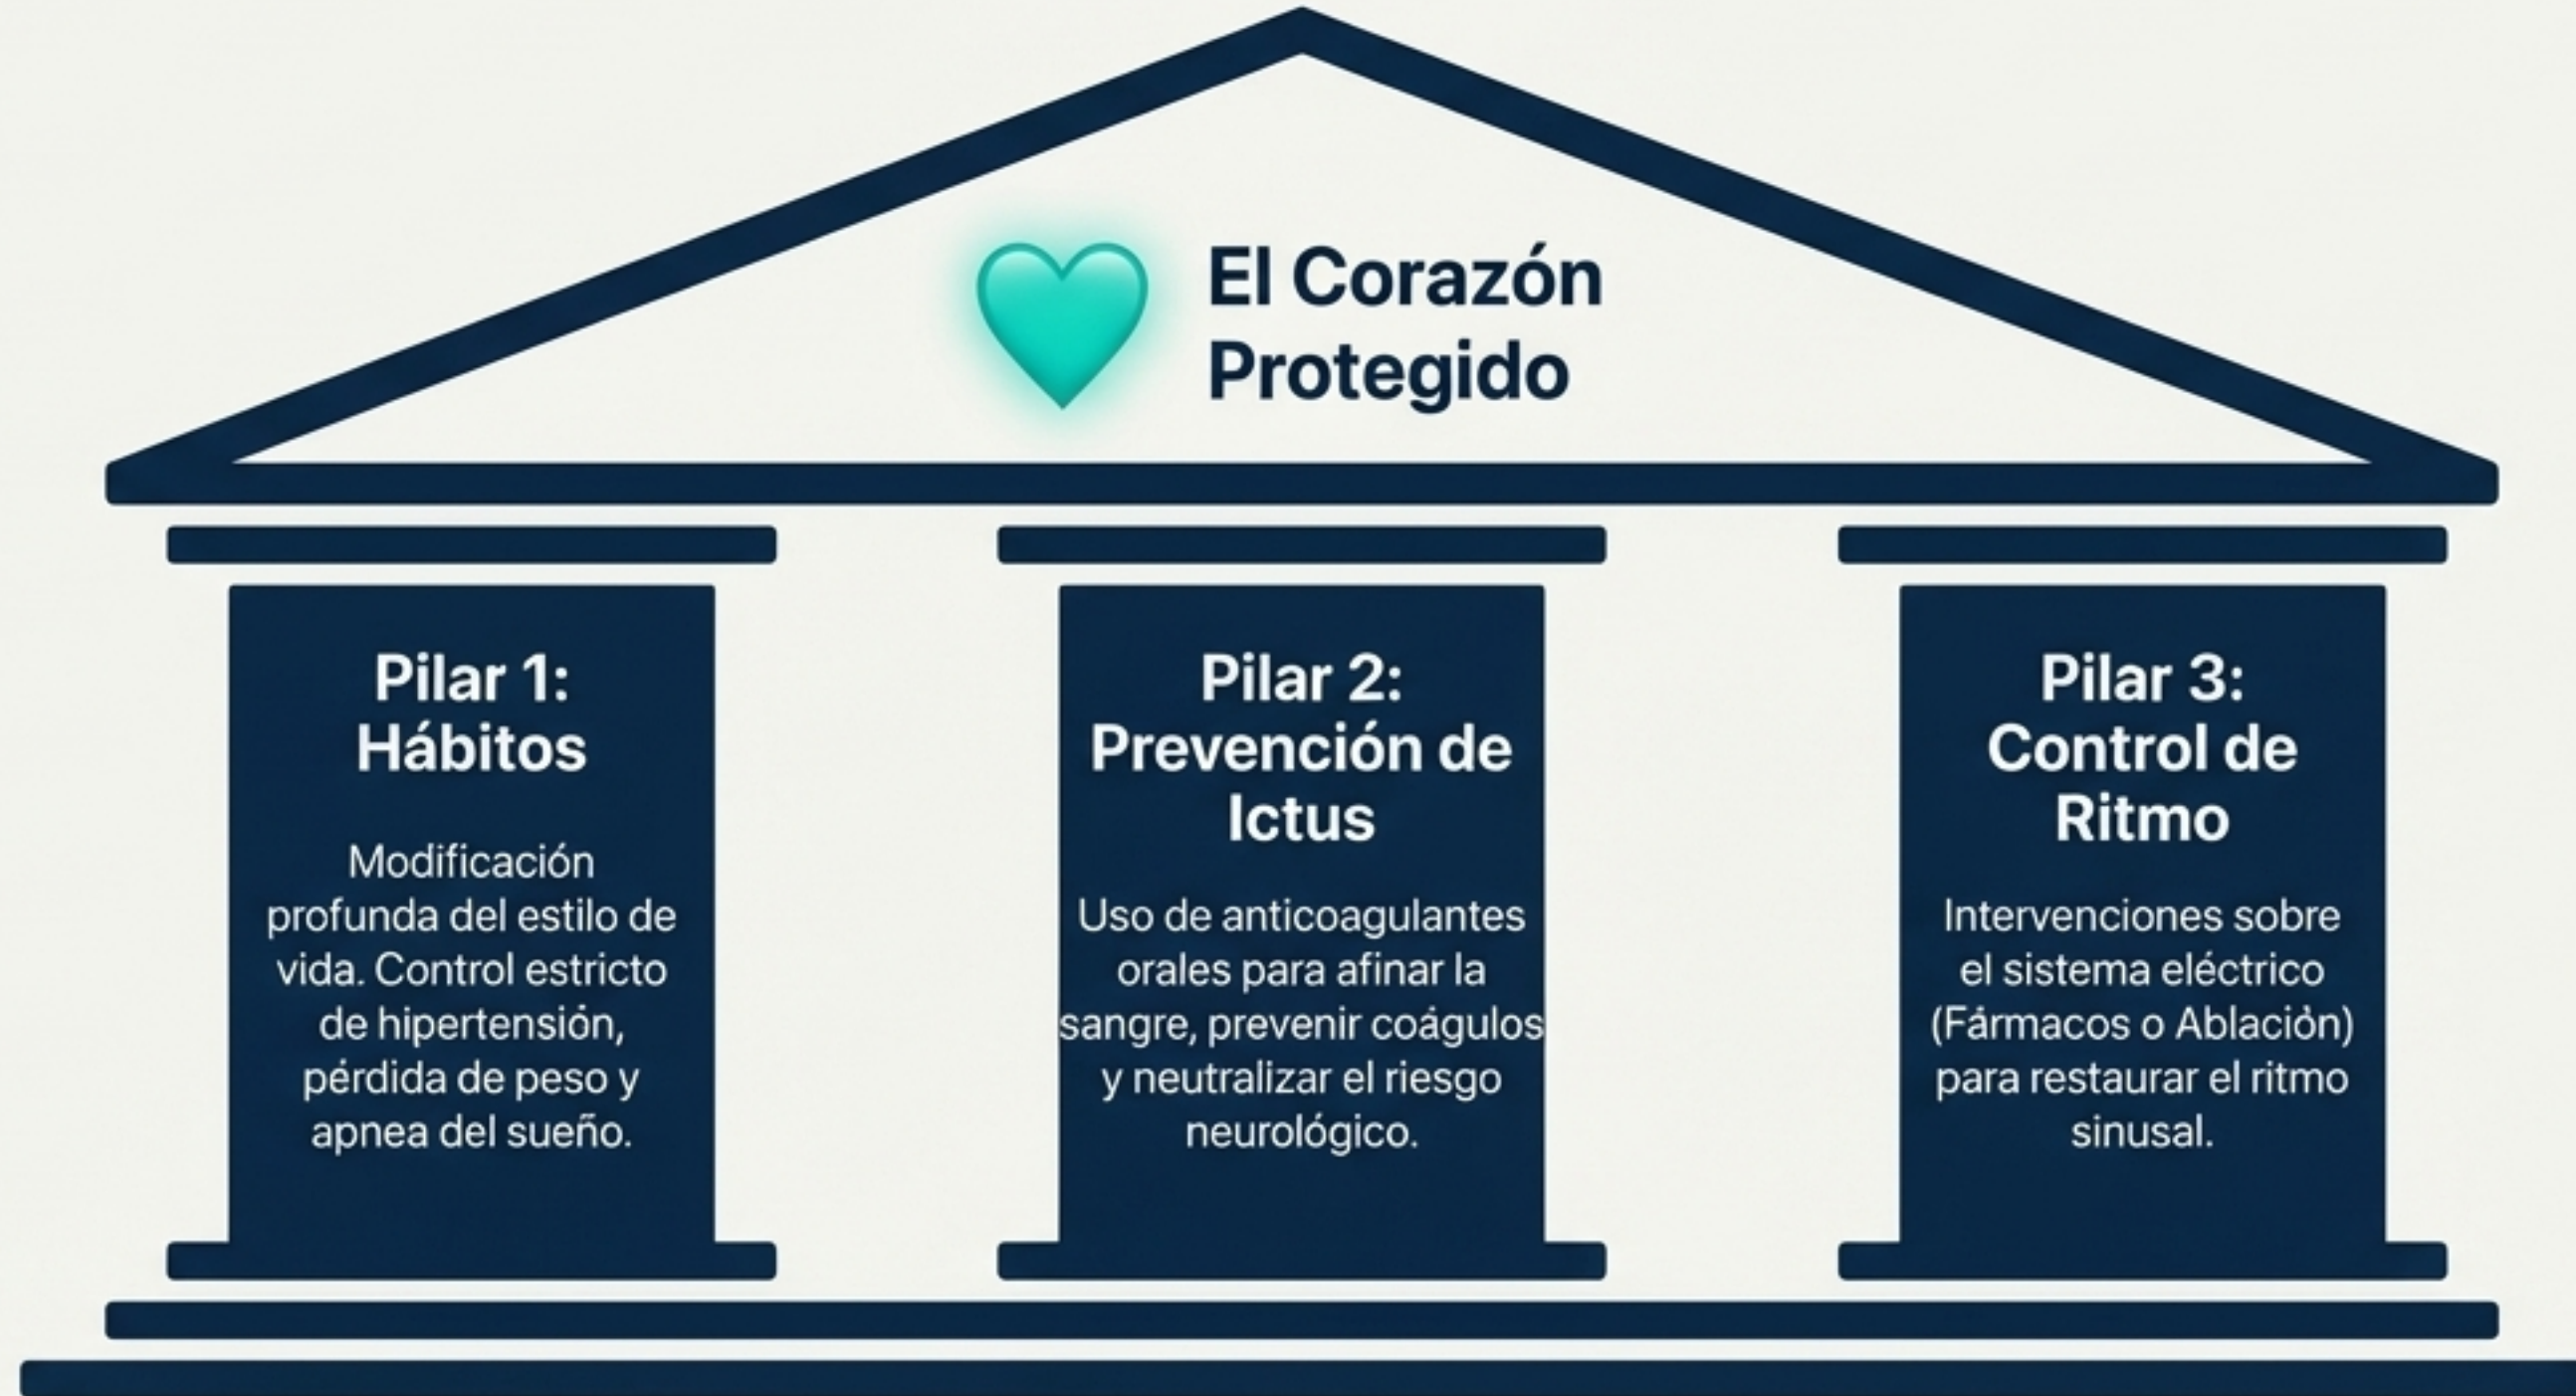 El Corazón
Protegido
Pilar 1:
Hábitos
Modificación
profunda del estilo de
vida. Control estricto
de hipertensión,
pérdida de peso y
apnea del sueño.
Pilar 2:
Prevención de
Ictus
Uso de anticoagulantes
orales para afinar la
sangre, prevenir coágulos
y neutralizar el riesgo
neurológico.
Pilar 3:
Control de
Ritmo
Intervenciones sobre
el sistema eléctrico
(Fármacos o Ablación)
para restaurar el ritmo
sinusal.